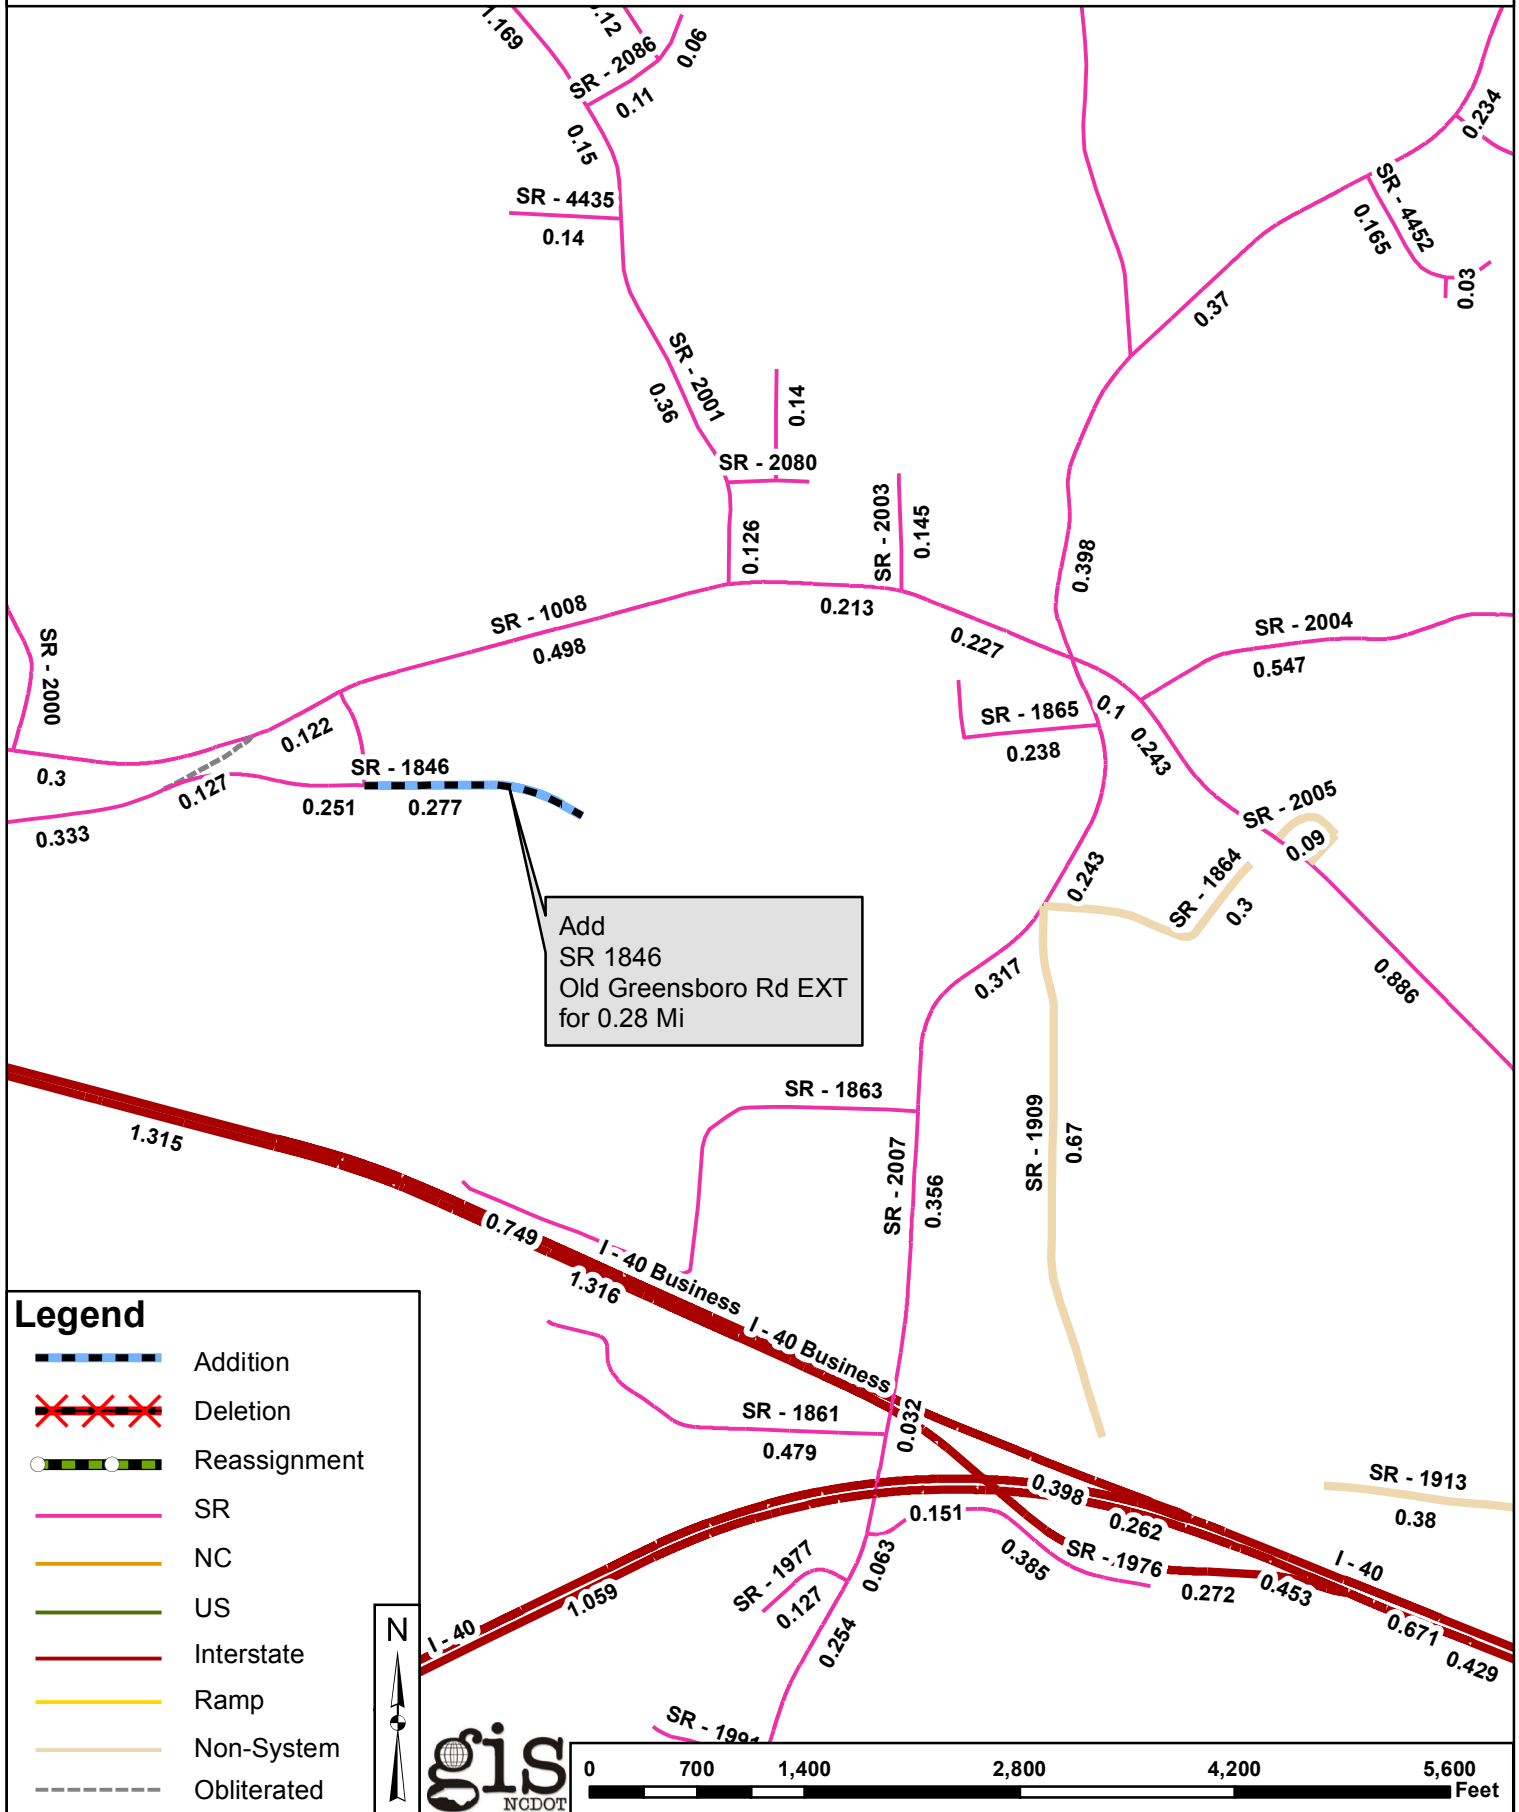 1.169
0.12
SR - 2086
0.06
0.11
0.15
SR - 4435
0.14
0.234
SR - 4452
0.165
0.03
0.37
SR - 2001
0.36
0.14
SR - 2080
0.126
SR - 2003
0.145
0.398
SR - 1008
0.498
0.213
0.227
SR - 2004
0.547
SR - 2000
0.3
0.122
0.127
0.333
SR - 1846
0.251
0.277
SR - 1865
0.238
0.1
0.243
SR - 2005
0.09
SR - 1864
0.3
0.243
0.317
0.886
Add
SR 1846
Old Greensboro Rd EXT
for 0.28 Mi
SR - 1863
SR - 2007
0.356
SR - 1909
0.67
1.315
0.749
I - 40 Business
1.316
I - 40 Business
SR - 1861
0.479
0.032
0.398
0.262
0.151
SR - 1913
0.38
SR - 1977
0.127
0.063
0.385
SR - 1976
0.272
0.453
I - 40
0.671
0.429
1.059
I - 40
0.254
SR - 1991
Legend
Addition
Deletion
Reassignment
SR
NC
US
Interstate
Ramp
Non-System
Obliterated
N
gis
NCDOT
0 700 1,400 2,800 4,200 5,600
Feet